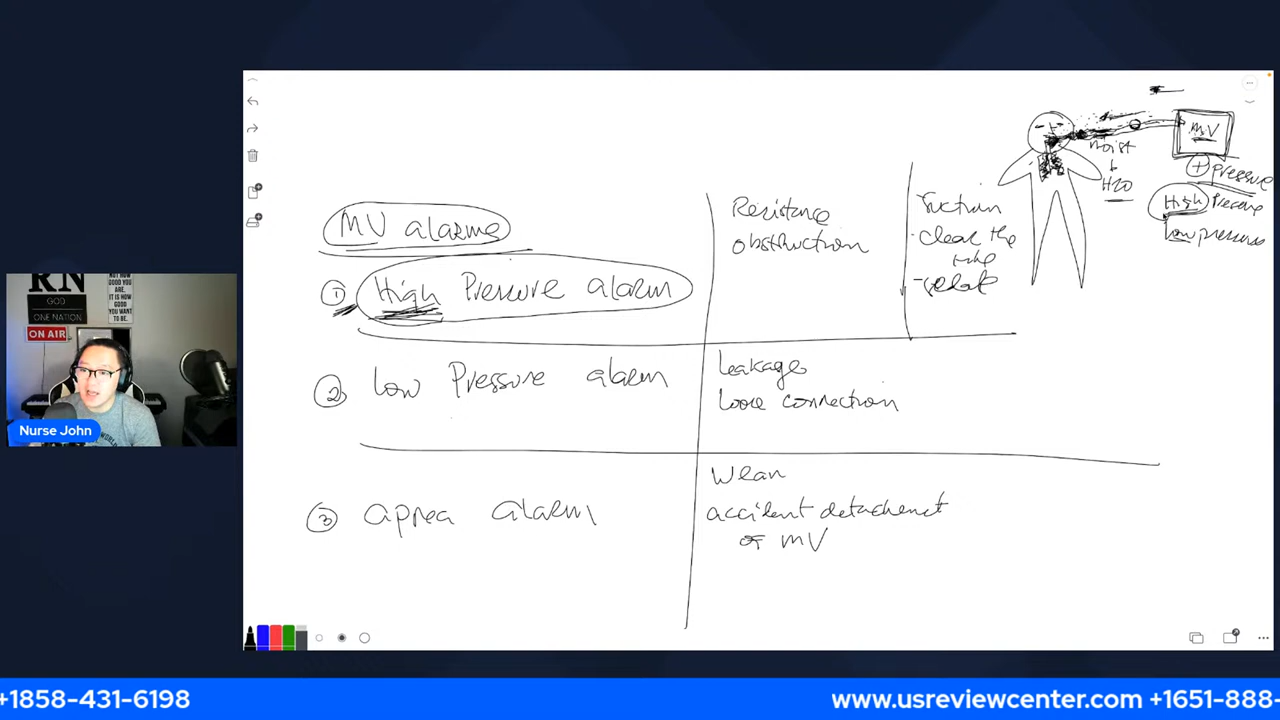 MV alarms
① High Pressure alarm
Resistance
obstruction
- Suction
- Clear the
tube
- sedate
② Low Pressure alarm
Leakage
Loose connection
③ apnea alarm
Wean
accident detachment
of MV
MV
moist
H2O
+ pressure
High Pressure
Low pressure
RN
GOD
ONE NATION
ON AIR
Nurse John
+1858-431-6198
www.usreviewcenter.com +1651-888-